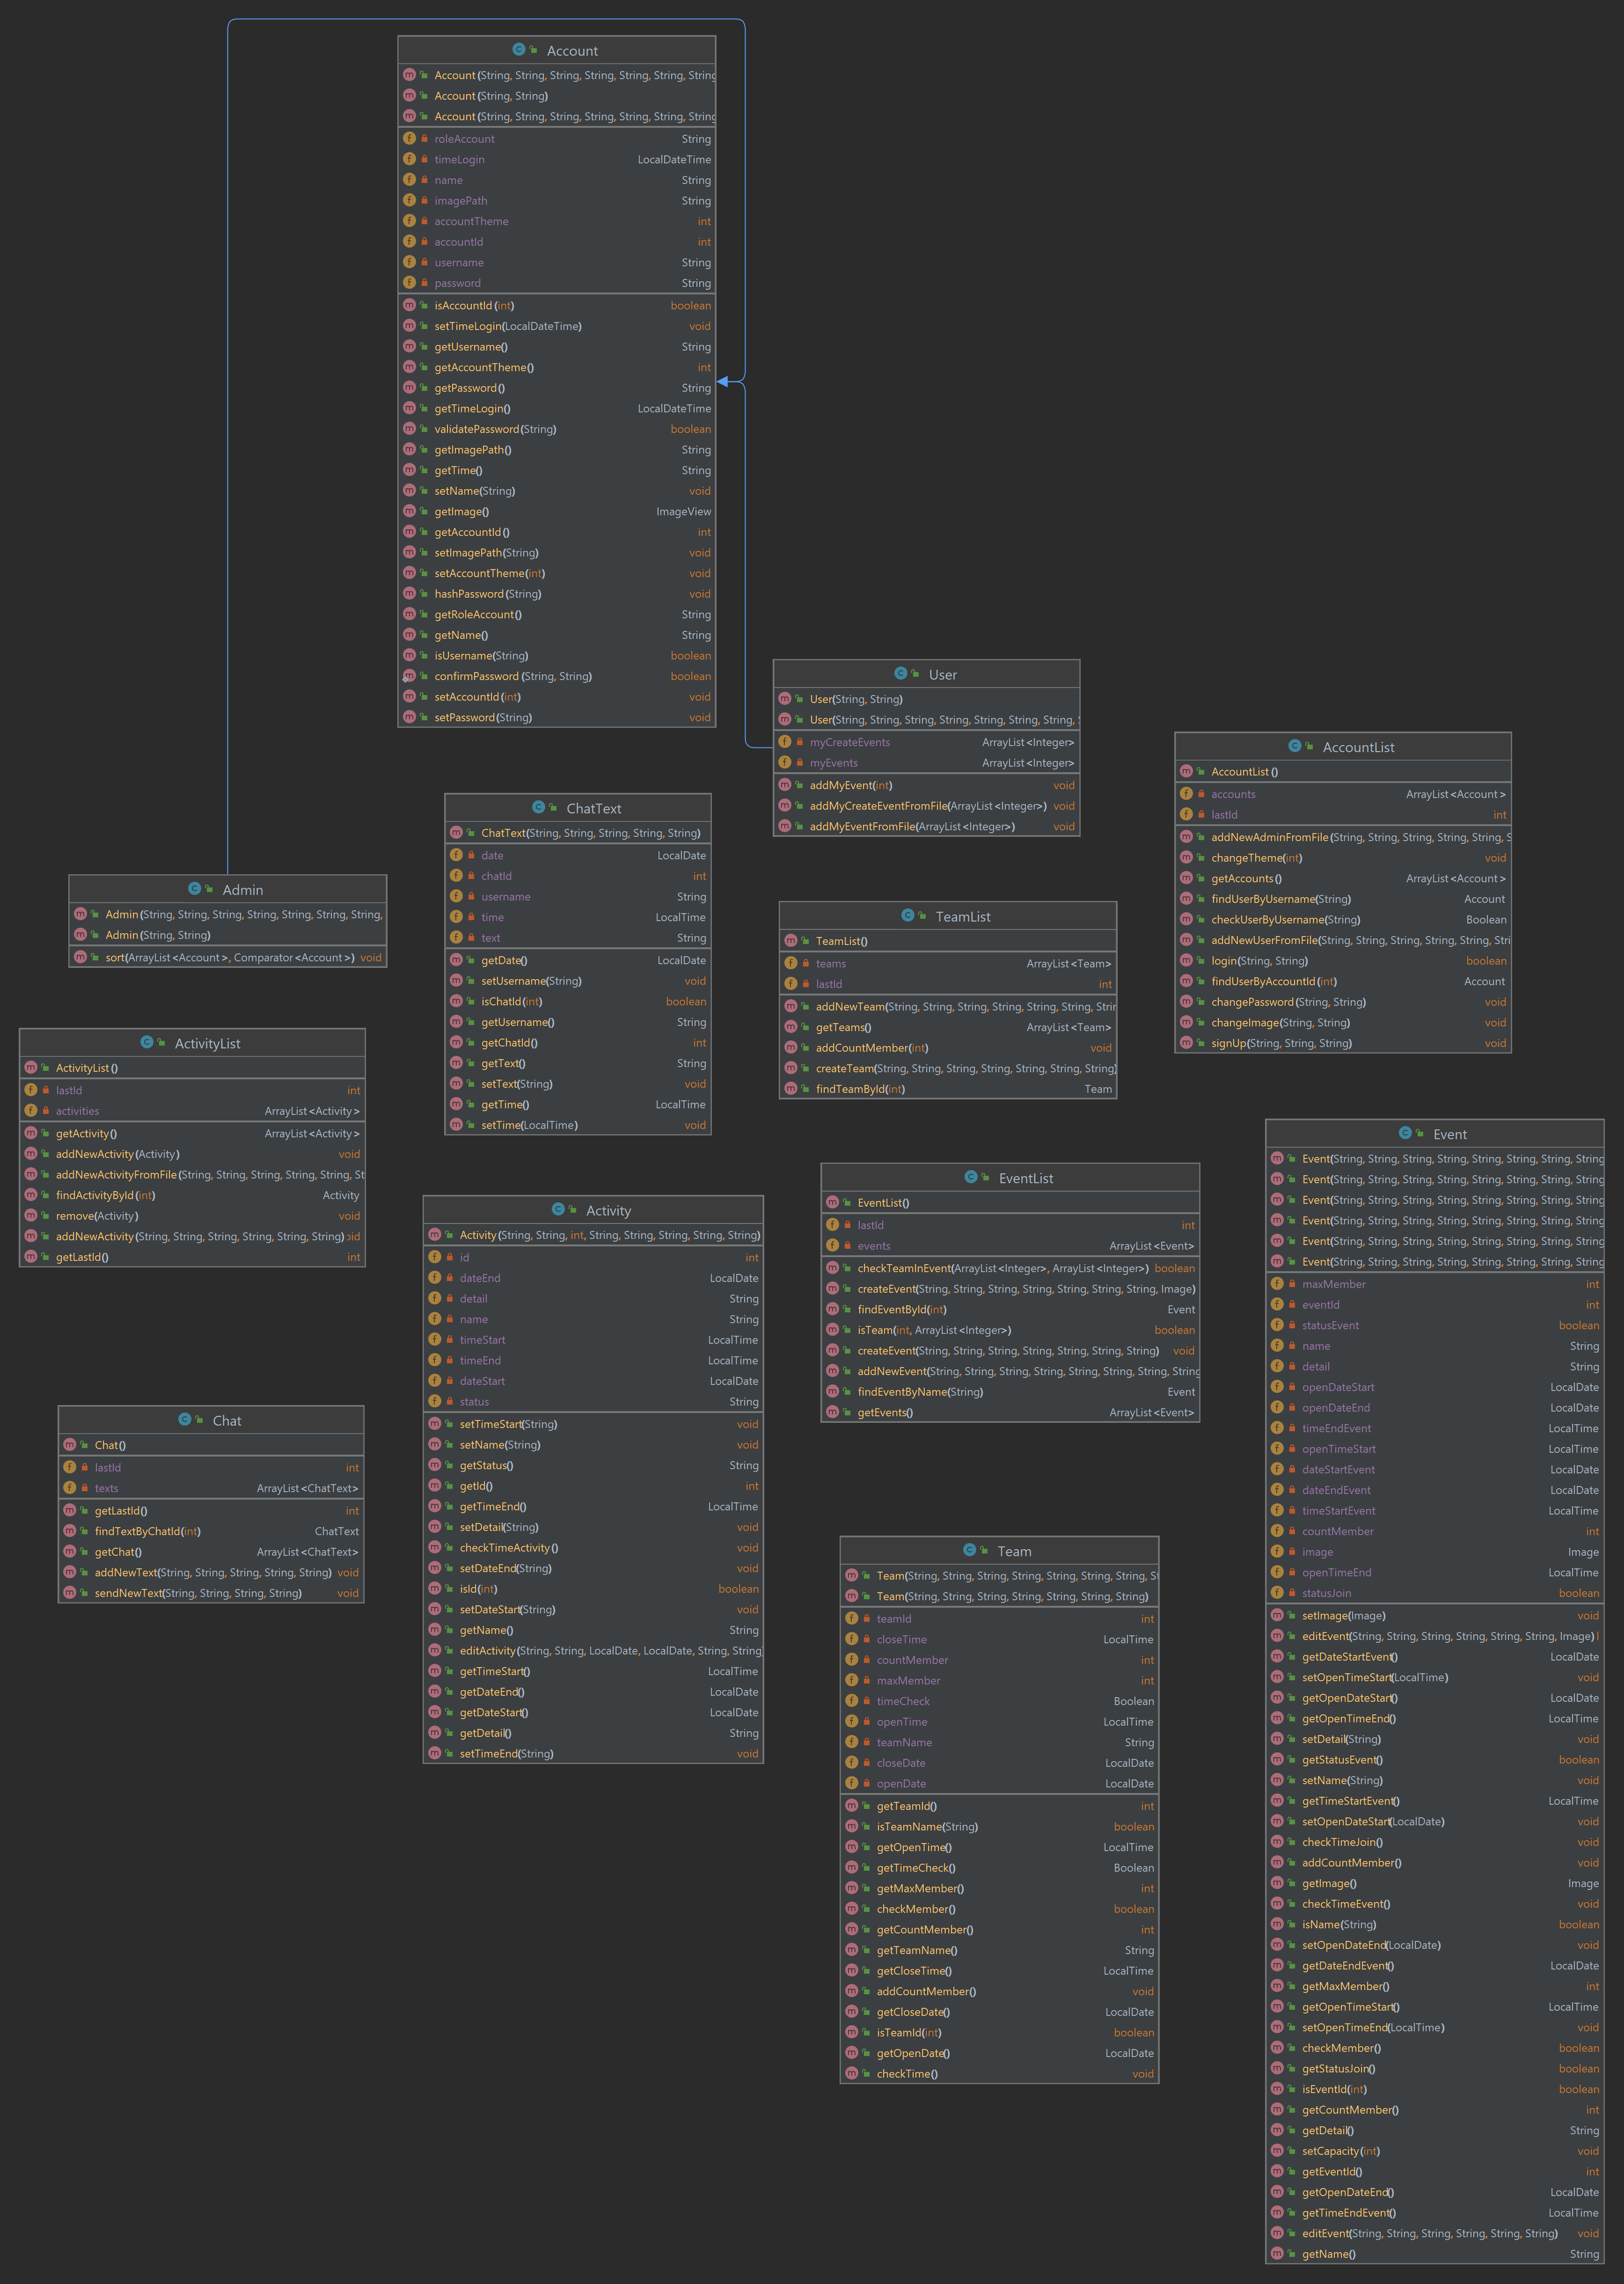 Account
Account(String, String, String, String, String, String, String
Account(String, String)
Account(String, String, String, String, String, String, String
roleAccount String
timeLogin LocalDateTime
name String
imagePath String
accountTheme int
accountId int
username String
password String
isAccountId(int) boolean
setTimeLogin(LocalDateTime) void
getUsername() String
getAccountTheme() int
getPassword() String
getTimeLogin() LocalDateTime
validatePassword(String) boolean
getImagePath() String
getTime() String
setName(String) void
getImage() ImageView
getAccountId() int
setImagePath(String) void
setAccountTheme(int) void
hashPassword(String) void
getRoleAccount() String
getName() String
isUsername(String) boolean
confirmPassword(String, String) boolean
setAccountId(int) void
setPassword(String) void
User
User(String, String)
User(String, String, String, String, String, String, String,
myCreateEvents ArrayList<Integer>
myEvents ArrayList<Integer>
addMyEvent(int) void
addMyCreateEventFromFile(ArrayList<Integer>) void
addMyEventFromFile(ArrayList<Integer>) void
AccountList
AccountList()
accounts ArrayList<Account>
lastId int
addNewAdminFromFile(String, String, String, String, String, S
changeTheme(int) void
getAccounts() ArrayList<Account>
findUserByUsername(String) Account
checkUserByUsername(String) Boolean
addNewUserFromFile(String, String, String, String, String, Stri
login(String, String) boolean
findUserByAccountId(int) Account
changePassword(String, String) void
changeImage(String, String) void
signUp(String, String, String) void
ChatText
ChatText(String, String, String, String, String)
date LocalDate
chatId int
username String
time LocalTime
text String
getDate() LocalDate
setUsername(String) void
isChatId(int) boolean
getUsername() String
getChatId() int
getText() String
setText(String) void
getTime() LocalTime
setTime(LocalTime) void
Admin
Admin(String, String, String, String, String, String, String,
Admin(String, String)
sort(ArrayList<Account>, Comparator<Account>) void
TeamList
TeamList()
teams ArrayList<Team>
lastId int
addNewTeam(String, String, String, String, String, String, Strin
getTeams() ArrayList<Team>
addCountMember(int) void
createTeam(String, String, String, String, String, String, String)
findTeamById(int) Team
ActivityList
ActivityList()
lastId int
activities ArrayList<Activity>
getActivity() ArrayList<Activity>
addNewActivity(Activity) void
addNewActivityFromFile(String, String, String, String, String, St
findActivityById(int) Activity
remove(Activity) void
addNewActivity(String, String, String, String, String, String) oid
getLastId() int
Event
Event(String, String, String, String, String, String, String, String
Event(String, String, String, String, String, String, String, String
Event(String, String, String, String, String, String, String, String
Event(String, String, String, String, String, String, String, String
Event(String, String, String, String, String, String, String, String
Event(String, String, String, String, String, String, String, String
maxMember int
eventId int
statusEvent boolean
name String
detail String
openDateStart LocalDate
openDateEnd LocalDate
timeEndEvent LocalTime
openTimeStart LocalTime
dateStartEvent LocalDate
dateEndEvent LocalDate
timeStartEvent LocalTime
countMember int
image Image
openTimeEnd LocalTime
statusJoin boolean
setImage(Image) void
editEvent(String, String, String, String, String, String, Image)
getDateStartEvent() LocalDate
setOpenTimeStart(LocalTime) void
getOpenDateStart() LocalDate
getOpenTimeEnd() LocalTime
setDetail(String) void
getStatusEvent() boolean
setName(String) void
getTimeStartEvent() LocalTime
setOpenDateStart(LocalDate) void
checkTimeJoin() void
addCountMember() void
getImage() Image
checkTimeEvent() void
isName(String) boolean
setOpenDateEnd(LocalDate) void
getDateEndEvent() LocalDate
getMaxMember() int
getOpenTimeStart() LocalTime
setOpenTimeEnd(LocalTime) void
checkMember() boolean
getStatusJoin() boolean
isEventId(int) boolean
getCountMember() int
getDetail() String
setCapacity(int) void
getEventId() int
getOpenDateEnd() LocalDate
getTimeEndEvent() LocalTime
editEvent(String, String, String, String, String, String) void
getName() String
EventList
EventList()
lastId int
events ArrayList<Event>
checkTeamInEvent(ArrayList<Integer>, ArrayList<Integer>) boolean
createEvent(String, String, String, String, String, String, String, Image)
findEventById(int) Event
isTeam(int, ArrayList<Integer>) boolean
createEvent(String, String, String, String, String, String, String) void
addNewEvent(String, String, String, String, String, String, String, String
findEventByName(String) Event
getEvents() ArrayList<Event>
Activity
Activity(String, String, int, String, String, String, String, String)
id int
dateEnd LocalDate
detail String
name String
timeStart LocalTime
timeEnd LocalTime
dateStart LocalDate
status String
setTimeStart(String) void
setName(String) void
getStatus() String
getId() int
getTimeEnd() LocalTime
setDetail(String) void
checkTimeActivity() void
setDateEnd(String) void
isId(int) boolean
setDateStart(String) void
getName() String
editActivity(String, String, LocalDate, LocalDate, String, String
getTimeStart() LocalTime
getDateEnd() LocalDate
getDateStart() LocalDate
getDetail() String
setTimeEnd(String) void
Chat
Chat()
lastId int
texts ArrayList<ChatText>
getLastId() int
findTextByChatId(int) ChatText
getChat() ArrayList<ChatText>
addNewText(String, String, String, String, String) void
sendNewText(String, String, String, String) void
Team
Team(String, String, String, String, String, String, String, St
Team(String, String, String, String, String, String, String)
teamId int
closeTime LocalTime
countMember int
maxMember int
timeCheck Boolean
openTime LocalTime
teamName String
closeDate LocalDate
openDate LocalDate
getTeamId() int
isTeamName(String) boolean
getOpenTime() LocalTime
getTimeCheck() Boolean
getMaxMember() int
checkMember() boolean
getCountMember() int
getTeamName() String
getCloseTime() LocalTime
addCountMember() void
getCloseDate() LocalDate
isTeamId(int) boolean
getOpenDate() LocalDate
checkTime() void